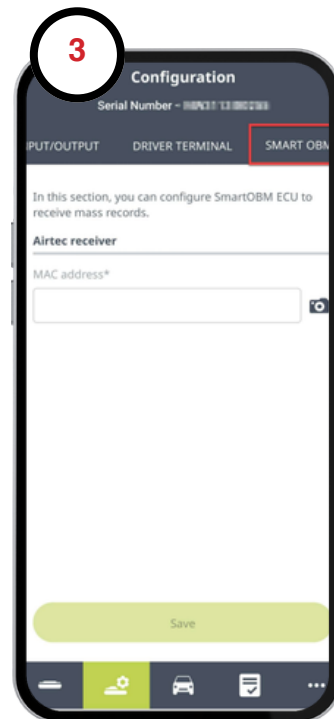 3
Configuration
Serial Number -
PUT/OUTPUT DRIVER TERMINAL SMART OBM
In this section, you can configure SmartOBM ECU to
receive mass records.
Airtec receiver
MAC address*
Save